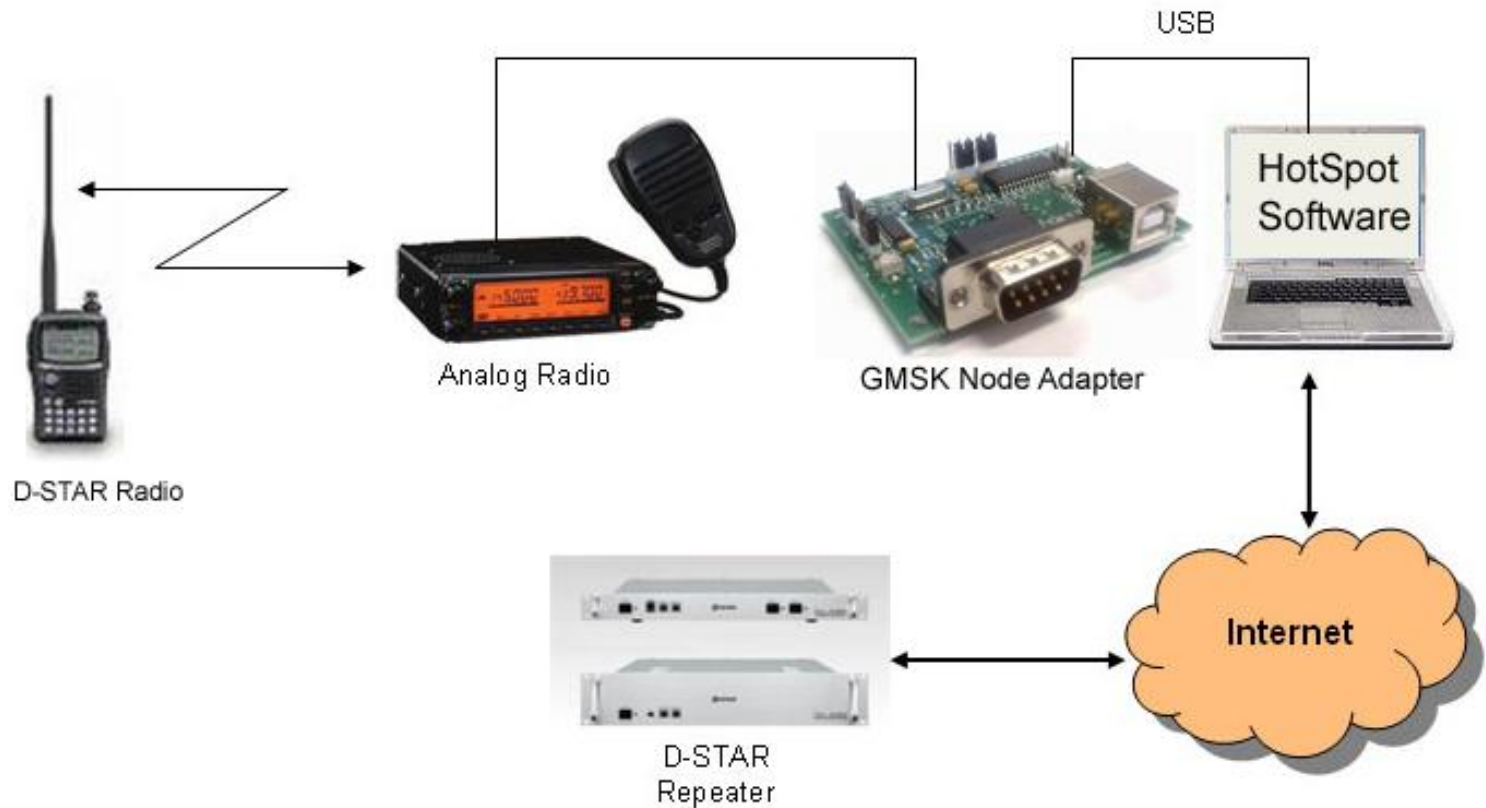 USB
HotSpot
Software
Analog Radio
GMSK Node Adapter
D-STAR Radio
Internet
D-STAR
Repeater